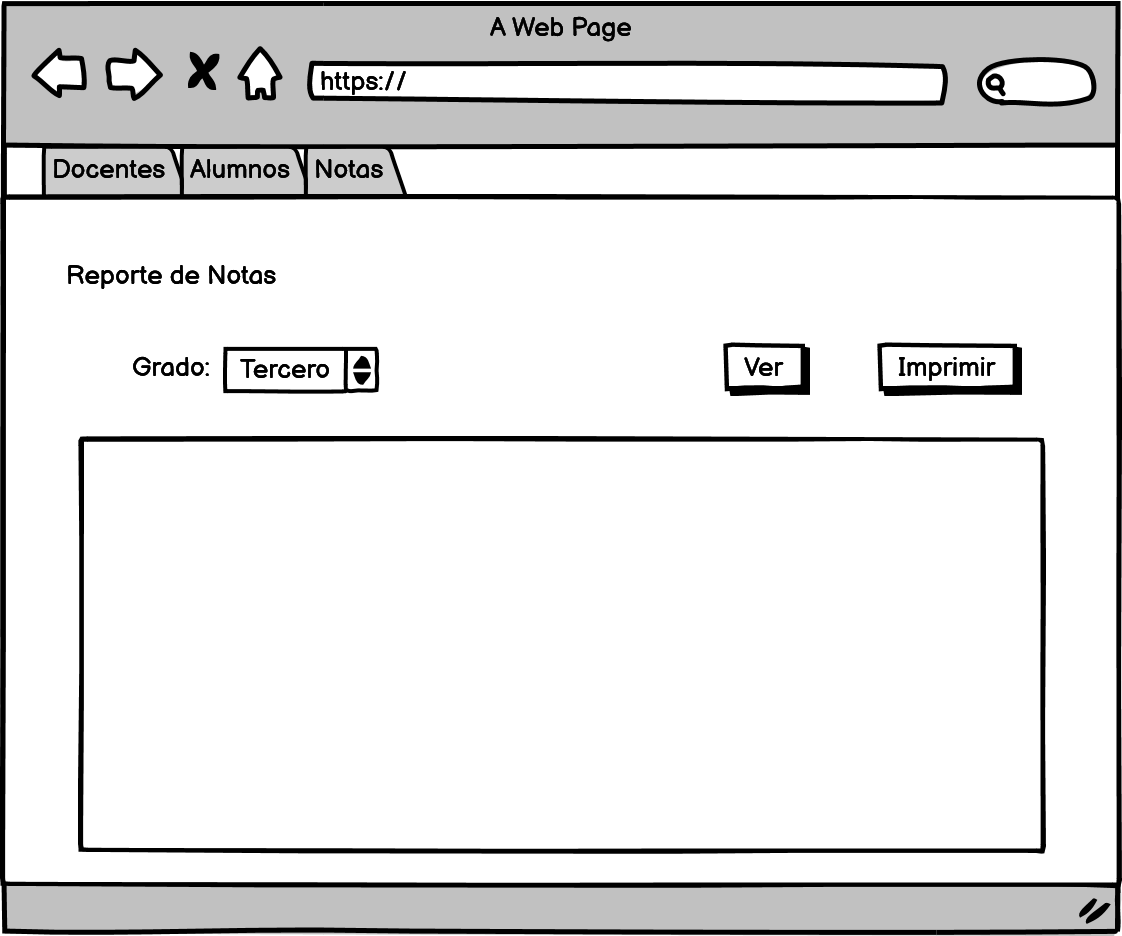 A Web Page
https://
Docentes Alumnos Notas
Reporte de Notas
Grado: Tercero Ver Imprimir